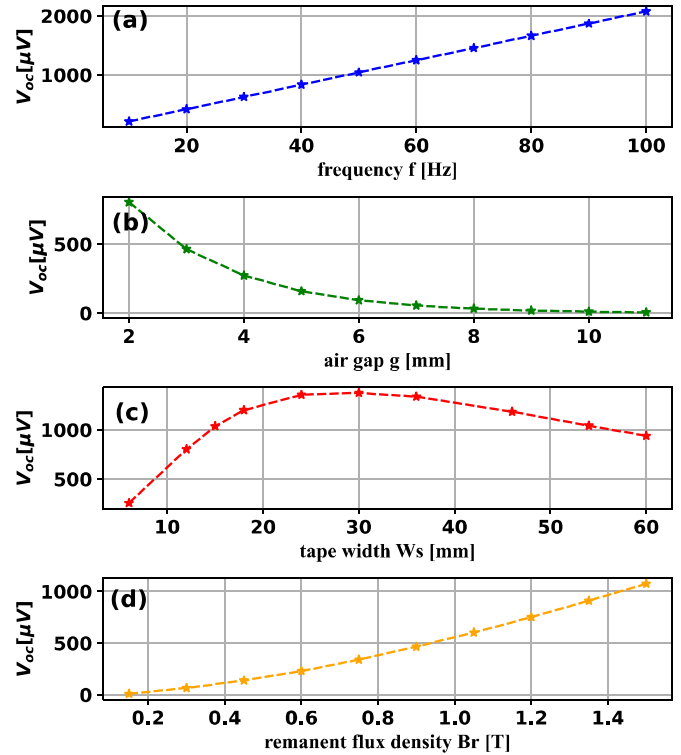 (a)
2000
1000
V_oc[μV]
20 40 60 80 100
frequency f [Hz]
(b)
500
0
V_oc[μV]
2 4 6 8 10
air gap g [mm]
(c)
1000
500
V_oc[μV]
10 20 30 40 50 60
tape width Ws [mm]
(d)
1000
500
0
V_oc[μV]
0.2 0.4 0.6 0.8 1.0 1.2 1.4
remanent flux density Br [T]